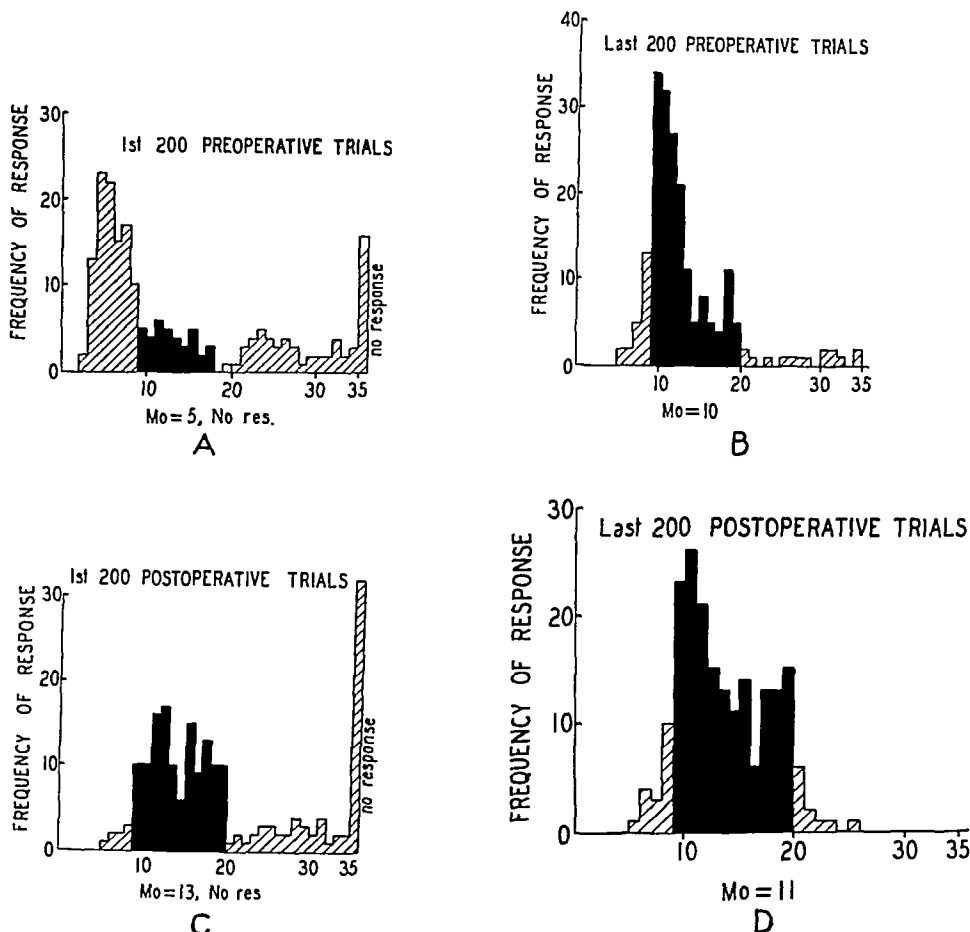 1st 200 PREOPERATIVE TRIALS
FREQUENCY OF RESPONSE
30
20
10
0
10 20 30 35
no response
Mo=5, No res.
A
Last 200 PREOPERATIVE TRIALS
FREQUENCY OF RESPONSE
40
30
20
10
0
10 20 30 35
Mo=10
B
1st 200 POSTOPERATIVE TRIALS
FREQUENCY OF RESPONSE
30
20
10
0
10 20 30 35
no response
Mo=13, No res
C
Last 200 POSTOPERATIVE TRIALS
FREQUENCY OF RESPONSE
30
20
10
0
10 20 30 35
Mo=11
D